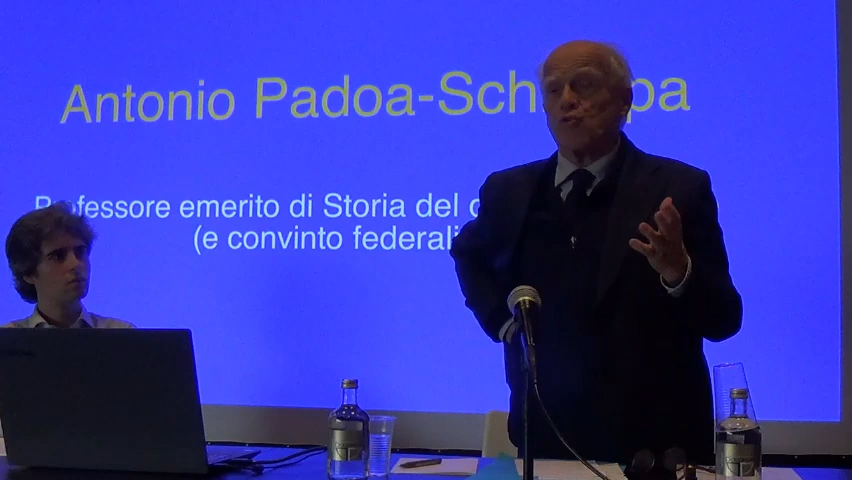 Antonio Padoa-Sch pa
Professore emerito di Storia del
(e convinto federali